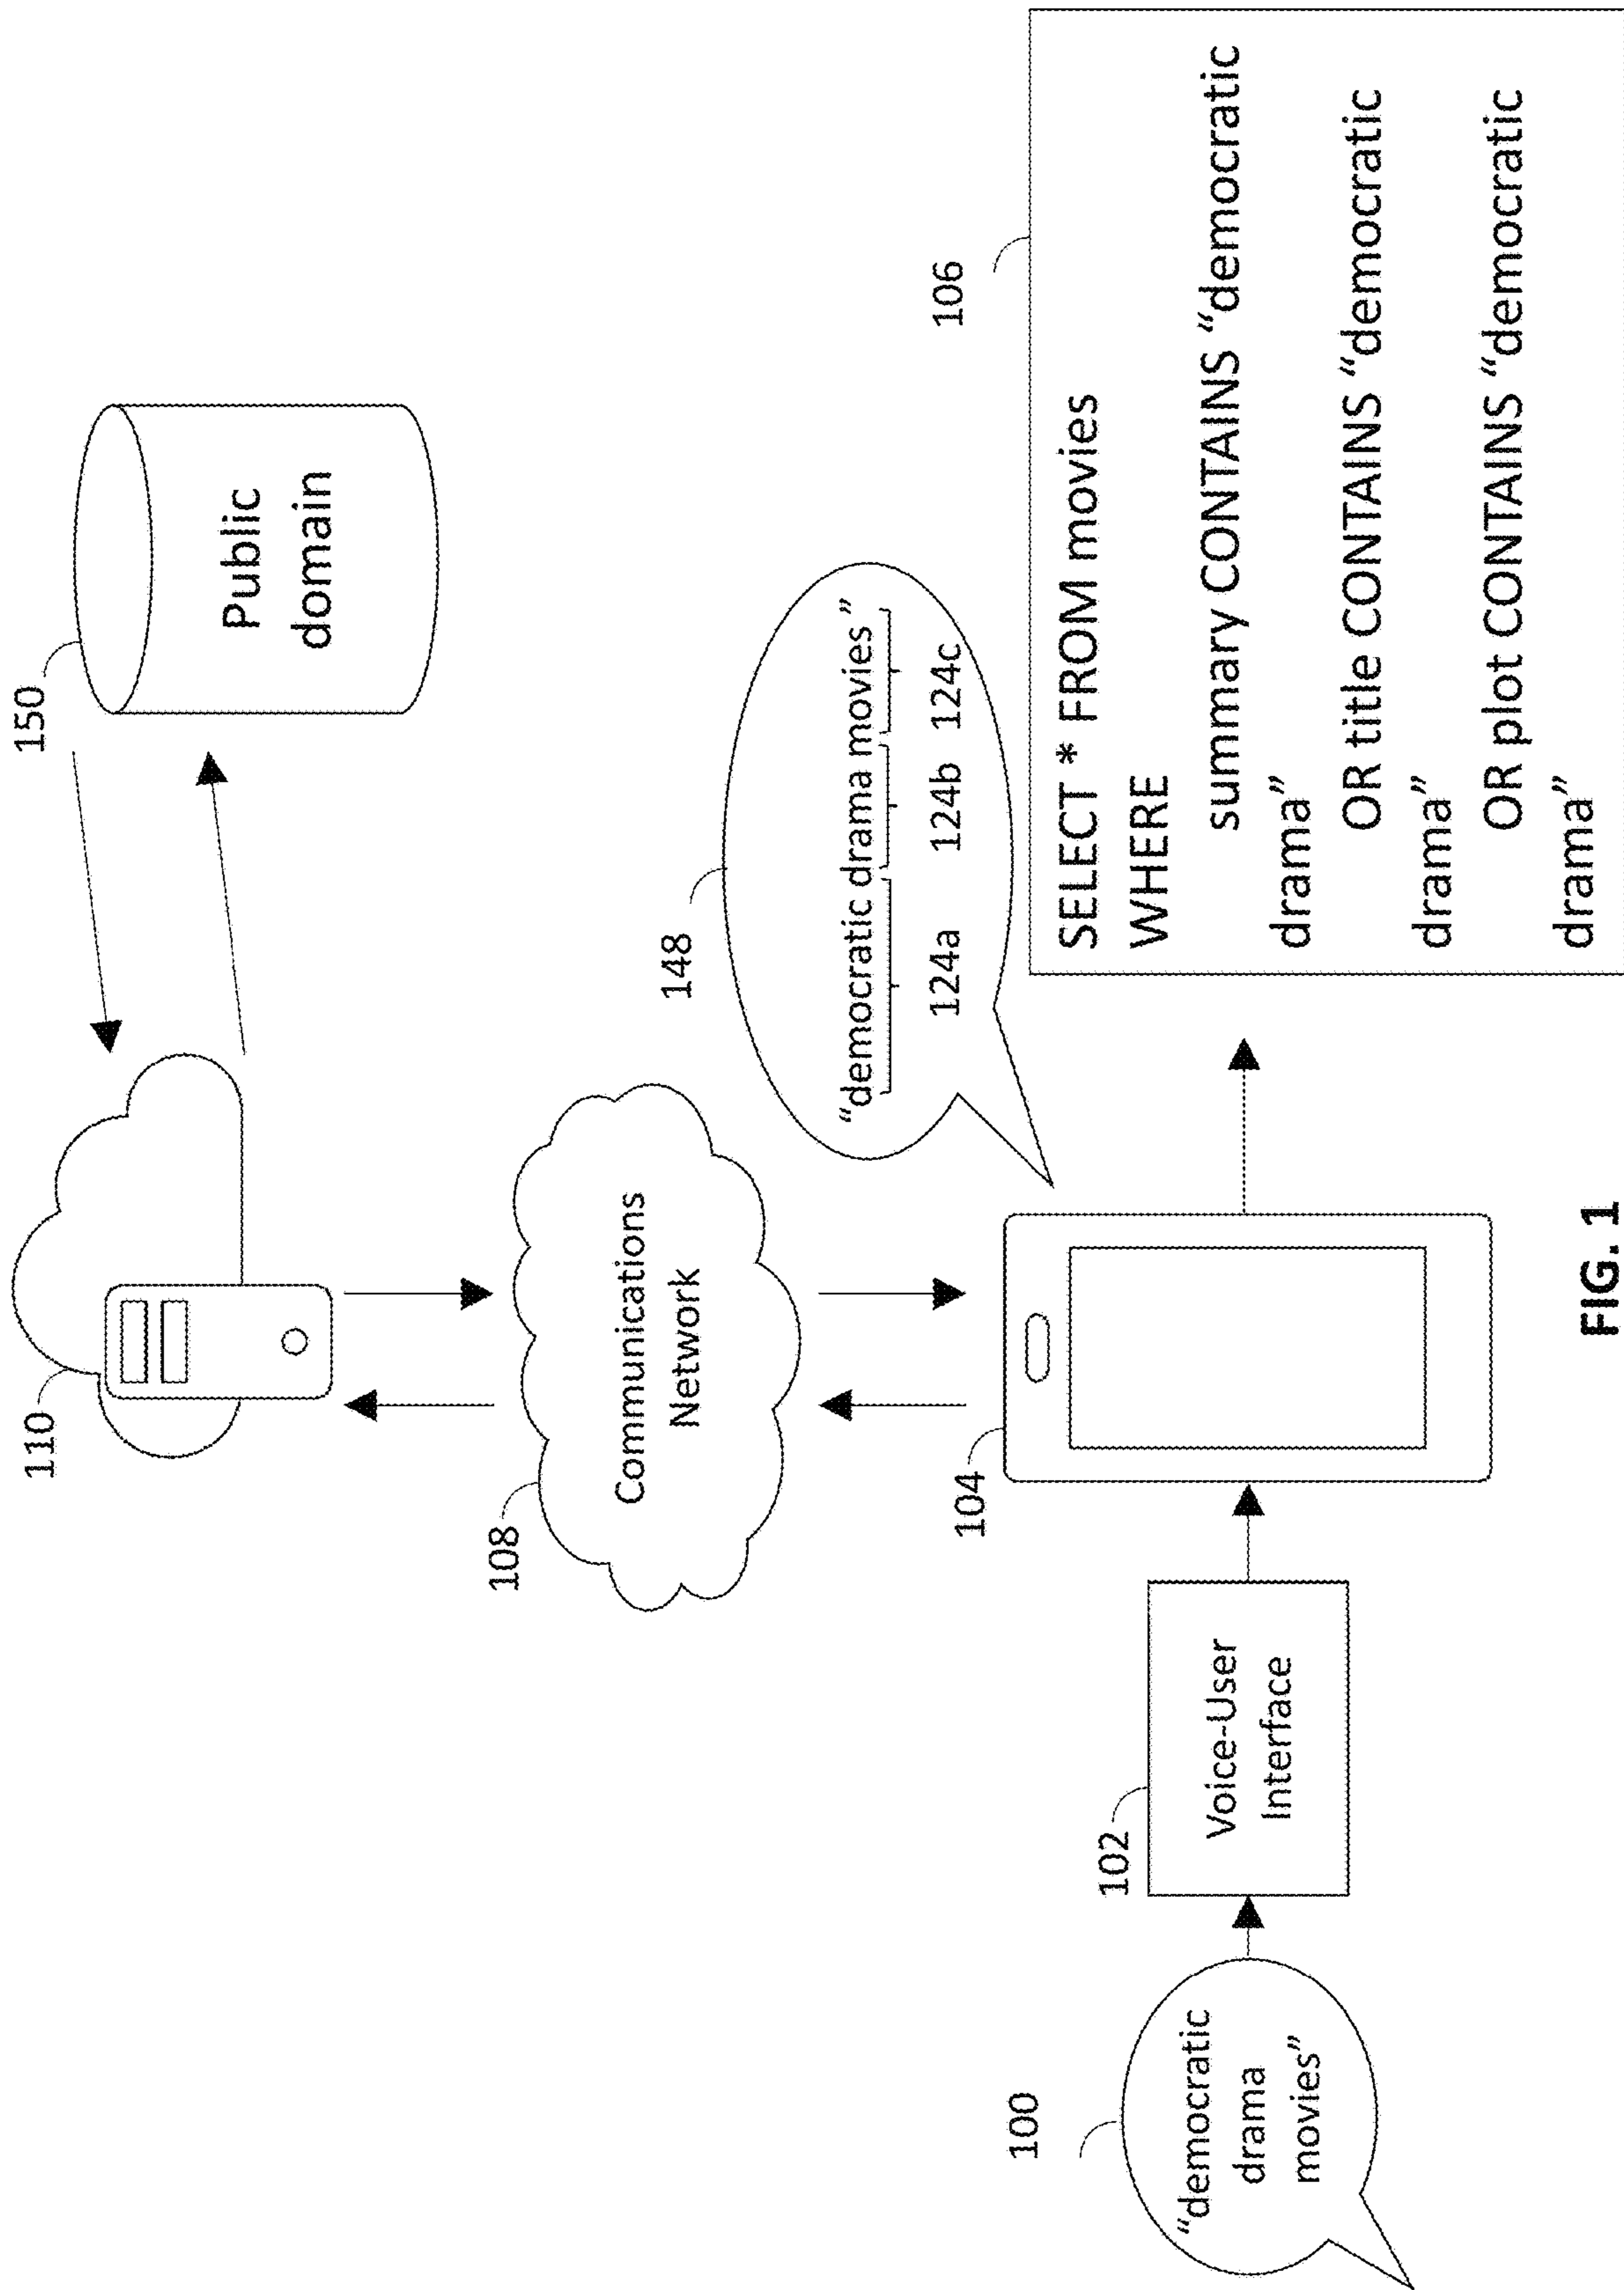 110
150
Public
domain
108
Communications
Network
148
“democratic drama movies”
124a 124b 124c
106
SELECT * FROM movies
WHERE
summary CONTAINS “democratic
drama”
OR title CONTAINS “democratic
drama”
OR plot CONTAINS “democratic
drama”
104
102
Voice-User
Interface
100
“democratic
drama
movies”
FIG. 1